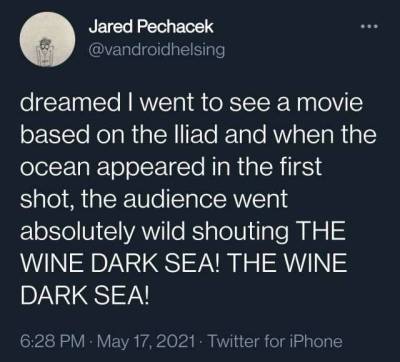 Jared Pechacek
@vandroidhelsing
dreamed I went to see a movie
based on the Iliad and when the
ocean appeared in the first
shot, the audience went
absolutely wild shouting THE
WINE DARK SEA! THE WINE
DARK SEA!
6:28 PM · May 17, 2021 · Twitter for iPhone